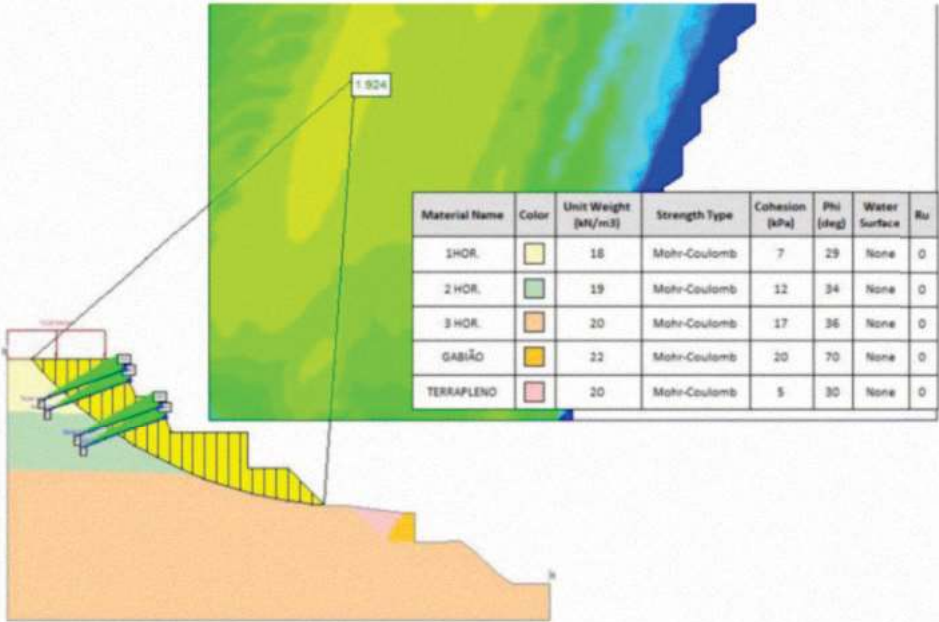 1.924
Material Name Color Unit Weight (kN/m3) Strength Type Cohesion (kPa) Phi (deg) Water Surface Ru
1HOR. 18 Mohr-Coulomb 7 29 None 0
2 HOR. 19 Mohr-Coulomb 12 34 None 0
3 HOR. 20 Mohr-Coulomb 17 36 None 0
GABIÃO 22 Mohr-Coulomb 20 70 None 0
TERRAPLENO 20 Mohr-Coulomb 5 30 None 0